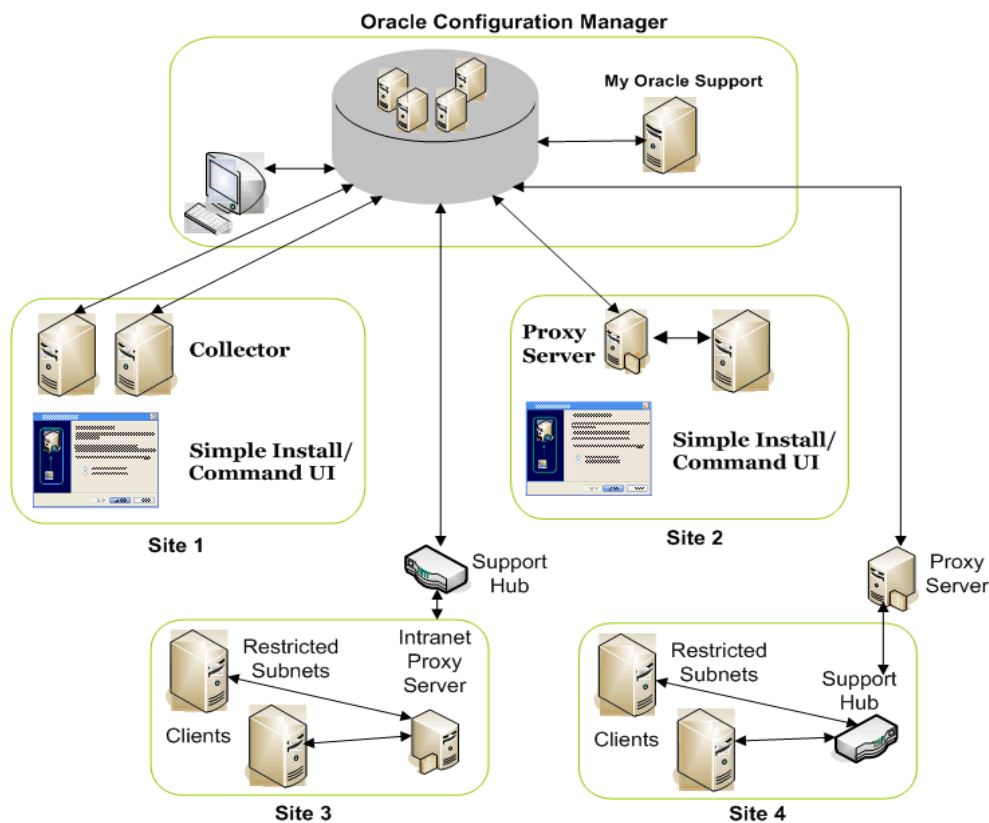 Oracle Configuration Manager
My Oracle Support
Collector
Simple Install/
Command UI
Site 1
Proxy
Server
Simple Install/
Command UI
Site 2
Support
Hub
Proxy
Server
Restricted
Subnets
Intranet
Proxy
Server
Clients
Site 3
Restricted
Subnets
Support
Hub
Clients
Site 4